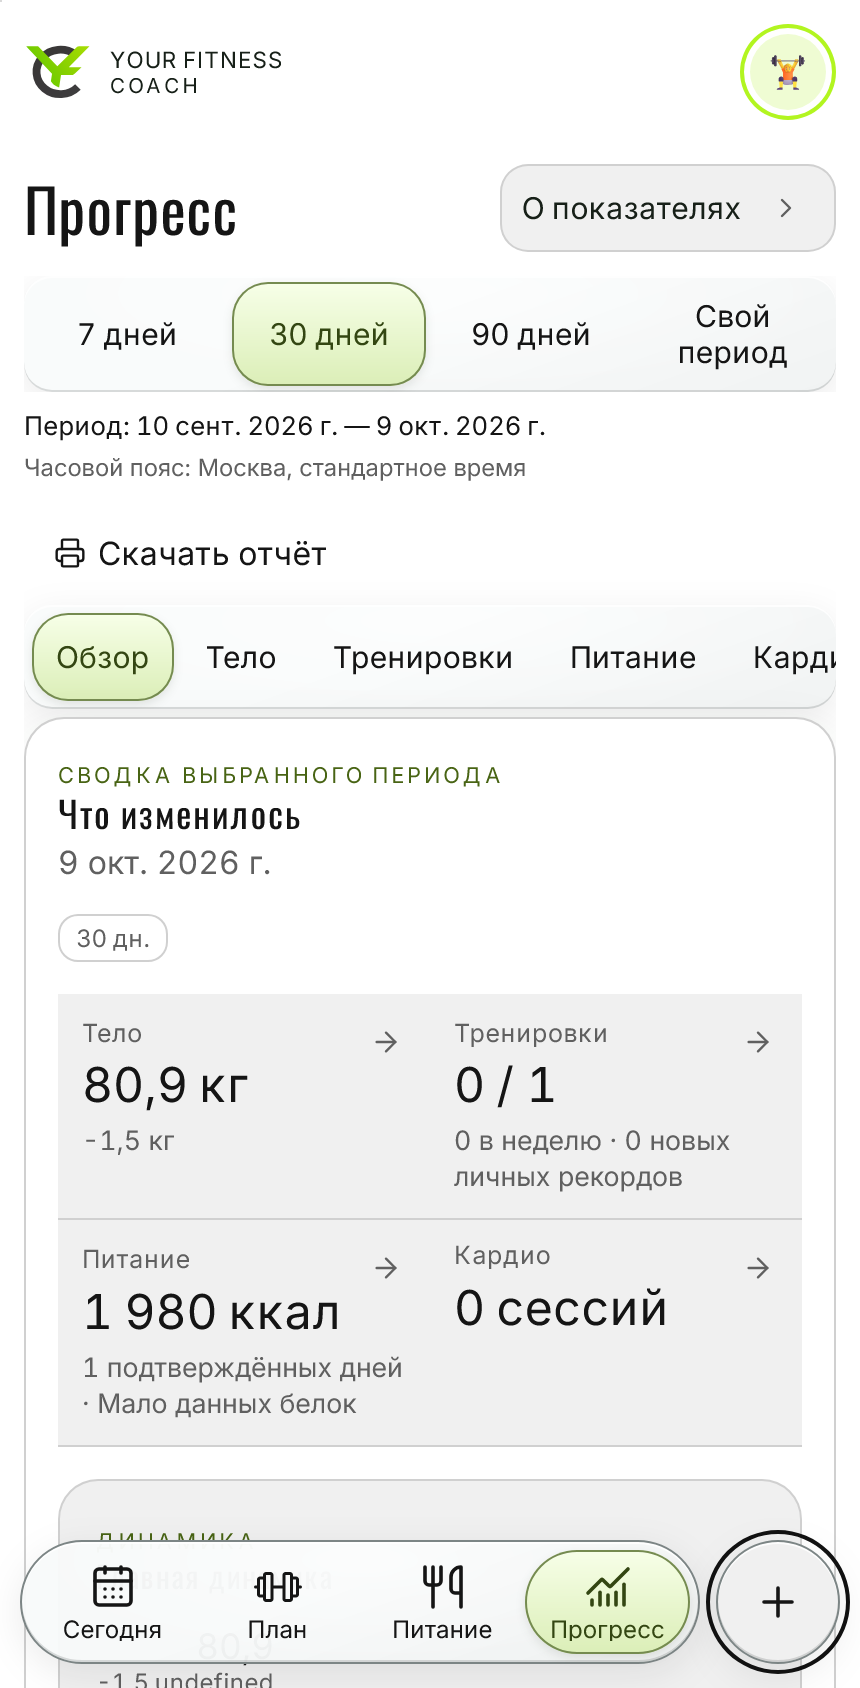 YOUR FITNESS
COACH
Прогресс
О показателях
7 дней
30 дней
90 дней
Свой
период
Период: 10 сент. 2026 г. — 9 окт. 2026 г.
Часовой пояс: Москва, стандартное время
Скачать отчёт
Обзор
Тело
Тренировки
Питание
Карди
СВОДКА ВЫБРАННОГО ПЕРИОДА
Что изменилось
9 окт. 2026 г.
30 дн.
Тело
80,9 кг
-1,5 кг
Тренировки
0 / 1
0 в неделю · 0 новых
личных рекордов
Питание
1 980 ккал
1 подтверждённых дней
· Мало данных белок
Кардио
0 сессий
ДИНАМИКА
80,9
-1,5 undefined
Сегодня
План
Питание
Прогресс